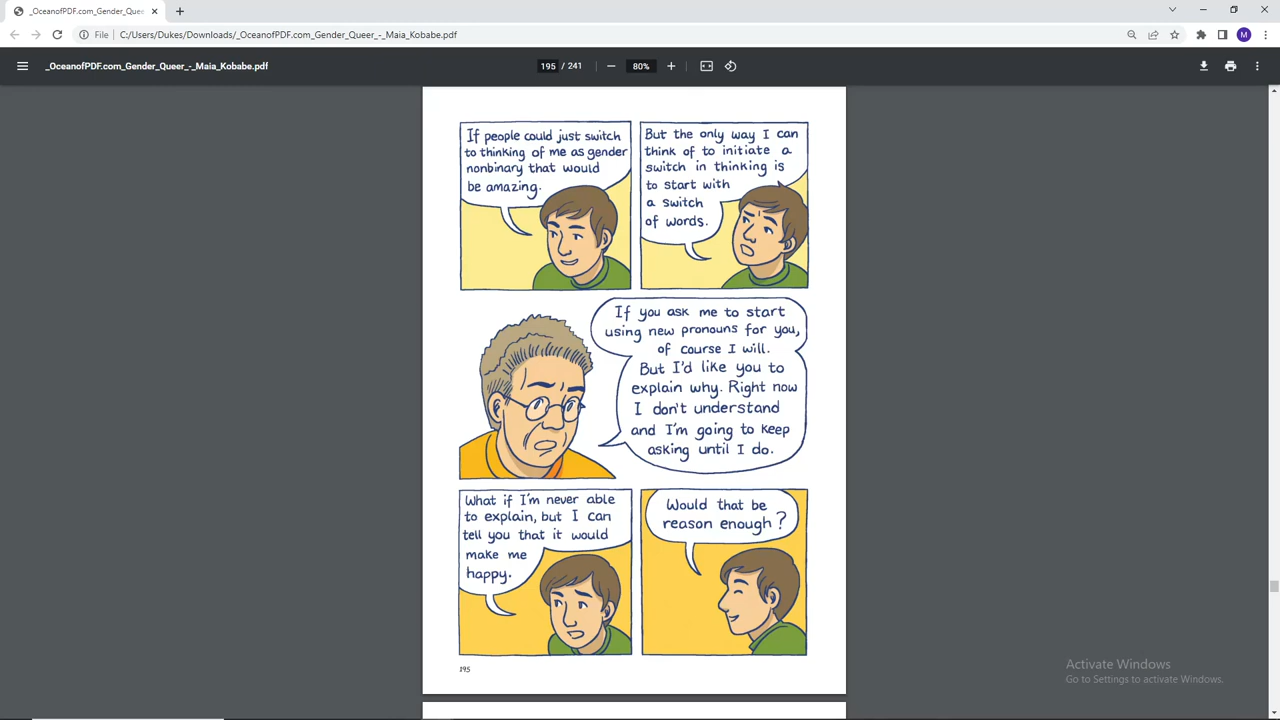 _OceanofPDF.com_Gender_Quee
File
C:/Users/Dukes/Downloads/_OceanofPDF.com_Gender_Queer_-_Maia_Kobabe.pdf
M
_OceanofPDF.com_Gender_Queer_-_Maia_Kobabe.pdf
195 / 241
80%
If people could just switch
to thinking of me as gender
nonbinary that would
be amazing.
But the only way I can
think of to initiate a
switch in thinking is
to start with
a switch
of words.
If you ask me to start
using new pronouns for you,
of course I will.
But I'd like you to
explain why. Right now
I don't understand
and I'm going to keep
asking until I do.
What if I'm never able
to explain, but I can
tell you that it would
make me
happy.
Would that be
reason enough?
195
Activate Windows
Go to Settings to activate Windows.